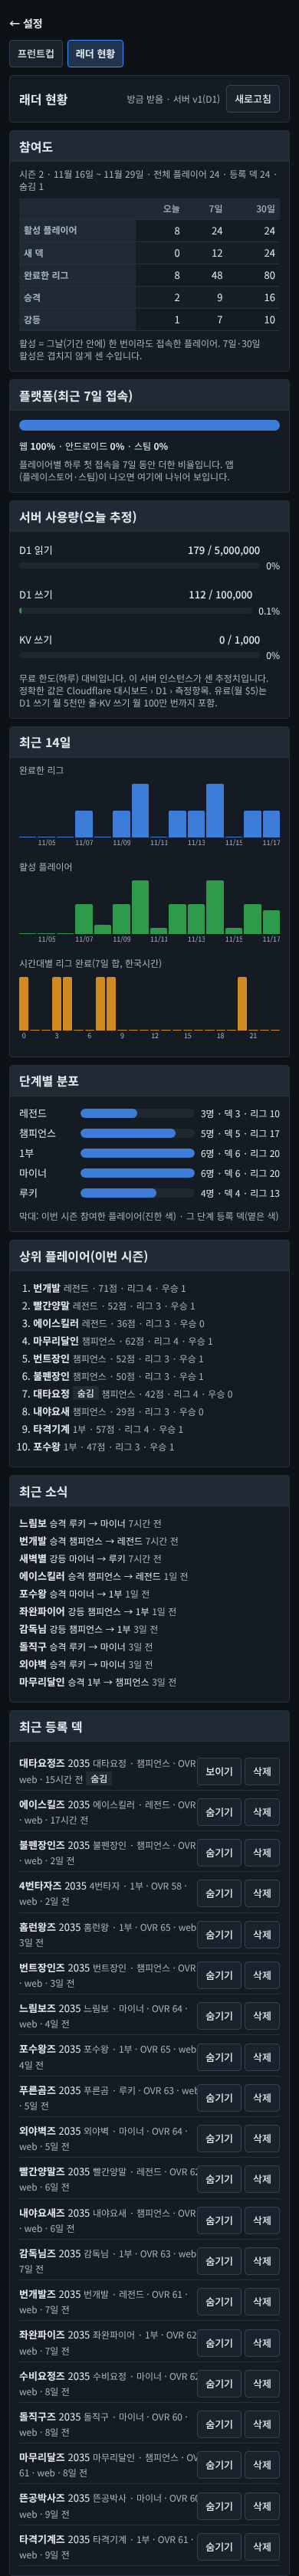 ← 설정
프런트컵 래더 현황
래더 현황 방금 받음 · 서버 v1(D1) 새로고침
참여도
시즌 2 · 11월 16일 ~ 11월 29일 · 전체 플레이어 24 · 등록 덱 24 ·
숨김 1
오늘 7일 30일
활성 플레이어 8 24 24
새 덱 0 12 24
완료한 리그 8 48 80
승격 2 9 16
강등 1 7 10
활성 = 그날(기간 안에) 한 번이라도 접속한 플레이어. 7일·30일
활성은 겹치지 않게 센 수입니다.
플랫폼(최근 7일 접속)
웹 100% · 안드로이드 0% · 스팀 0%
플레이어별 하루 첫 접속을 7일 동안 더한 비율입니다. 앱
(플레이스토어·스팀)이 나오면 여기에 나뉘어 보입니다.
서버 사용량(오늘 추정)
D1 읽기 179 / 5,000,000
0%
D1 쓰기 112 / 100,000
0.1%
KV 쓰기 0 / 1,000
0%
무료 한도(하루) 대비입니다. 이 서버 인스턴스가 센 추정치입니다.
정확한 값은 Cloudflare 대시보드 › D1 › 측정항목. 유료(월 $5)는
D1 쓰기 월 5천만 줄·KV 쓰기 월 100만 번까지 포함.
최근 14일
완료한 리그
11/05 11/07 11/09 11/11 11/13 11/15 11/17
활성 플레이어
11/05 11/07 11/09 11/11 11/13 11/15 11/17
시간대별 리그 완료(7일 합, 한국시간)
0 3 6 9 12 15 18 21
단계별 분포
레전드 3명 · 덱 3 · 리그 10
챔피언스 5명 · 덱 5 · 리그 17
1부 6명 · 덱 6 · 리그 20
마이너 6명 · 덱 6 · 리그 20
루키 4명 · 덱 4 · 리그 13
막대: 이번 시즌 참여한 플레이어(진한 색) · 그 단계 등록 덱(옅은 색)
상위 플레이어(이번 시즌)
1. 번개발 레전드 · 71점 · 리그 4 · 우승 1
2. 빨간양말 레전드 · 52점 · 리그 3 · 우승 1
3. 에이스킬러 레전드 · 36점 · 리그 3 · 우승 0
4. 마무리달인 챔피언스 · 62점 · 리그 4 · 우승 1
5. 번트장인 챔피언스 · 52점 · 리그 3 · 우승 1
6. 불펜장인 챔피언스 · 50점 · 리그 3 · 우승 1
7. 대타요정 숨김 챔피언스 · 42점 · 리그 4 · 우승 0
8. 내야요새 챔피언스 · 29점 · 리그 3 · 우승 0
9. 타격기계 1부 · 57점 · 리그 4 · 우승 1
10. 포수왕 1부 · 47점 · 리그 3 · 우승 1
최근 소식
느림보 승격 루키 → 마이너 7시간 전
번개발 승격 챔피언스 → 레전드 7시간 전
새벽별 강등 마이너 → 루키 7시간 전
에이스킬러 승격 챔피언스 → 레전드 1일 전
포수왕 승격 마이너 → 1부 1일 전
좌완파이어 강등 챔피언스 → 1부 1일 전
감독님 강등 챔피언스 → 1부 3일 전
돌직구 승격 루키 → 마이너 3일 전
외야벽 승격 루키 → 마이너 3일 전
마무리달인 승격 1부 → 챔피언스 3일 전
최근 등록 덱
대타요정즈 2035 대타요정 · 챔피언스 · OVR 보이기 삭제
web · 15시간 전 숨김
에이스킬즈 2035 에이스킬러 · 레전드 · OVR 숨기기 삭제
· web · 17시간 전
불펜장인즈 2035 불펜장인 · 챔피언스 · OVR 숨기기 삭제
· web · 2일 전
4번타자즈 2035 4번타자 · 1부 · OVR 58 · 숨기기 삭제
web · 2일 전
홈런왕즈 2035 홈런왕 · 1부 · OVR 65 · web 숨기기 삭제
3일 전
번트장인즈 2035 번트장인 · 챔피언스 · OVR 숨기기 삭제
· web · 3일 전
느림보즈 2035 느림보 · 마이너 · OVR 64 · 숨기기 삭제
web · 4일 전
포수왕즈 2035 포수왕 · 1부 · OVR 65 · web 숨기기 삭제
4일 전
푸른곰즈 2035 푸른곰 · 루키 · OVR 63 · web 숨기기 삭제
· 5일 전
외야벽즈 2035 외야벽 · 마이너 · OVR 64 · 숨기기 삭제
web · 5일 전
빨간양말즈 2035 빨간양말 · 레전드 · OVR 62 숨기기 삭제
web · 6일 전
내야요새즈 2035 내야요새 · 챔피언스 · OVR 숨기기 삭제
· web · 6일 전
감독님즈 2035 감독님 · 1부 · OVR 63 · web 숨기기 삭제
7일 전
번개발즈 2035 번개발 · 레전드 · OVR 61 · 숨기기 삭제
web · 7일 전
좌완파이즈 2035 좌완파이어 · 1부 · OVR 62 숨기기 삭제
web · 7일 전
수비요정즈 2035 수비요정 · 마이너 · OVR 62 숨기기 삭제
web · 8일 전
돌직구즈 2035 돌직구 · 마이너 · OVR 60 · 숨기기 삭제
web · 8일 전
마무리달즈 2035 마무리달인 · 챔피언스 · OV 숨기기 삭제
61 · web · 8일 전
뜬공박사즈 2035 뜬공박사 · 마이너 · OVR 60 숨기기 삭제
web · 9일 전
타격기계즈 2035 타격기계 · 1부 · OVR 61 · 숨기기 삭제
web · 9일 전